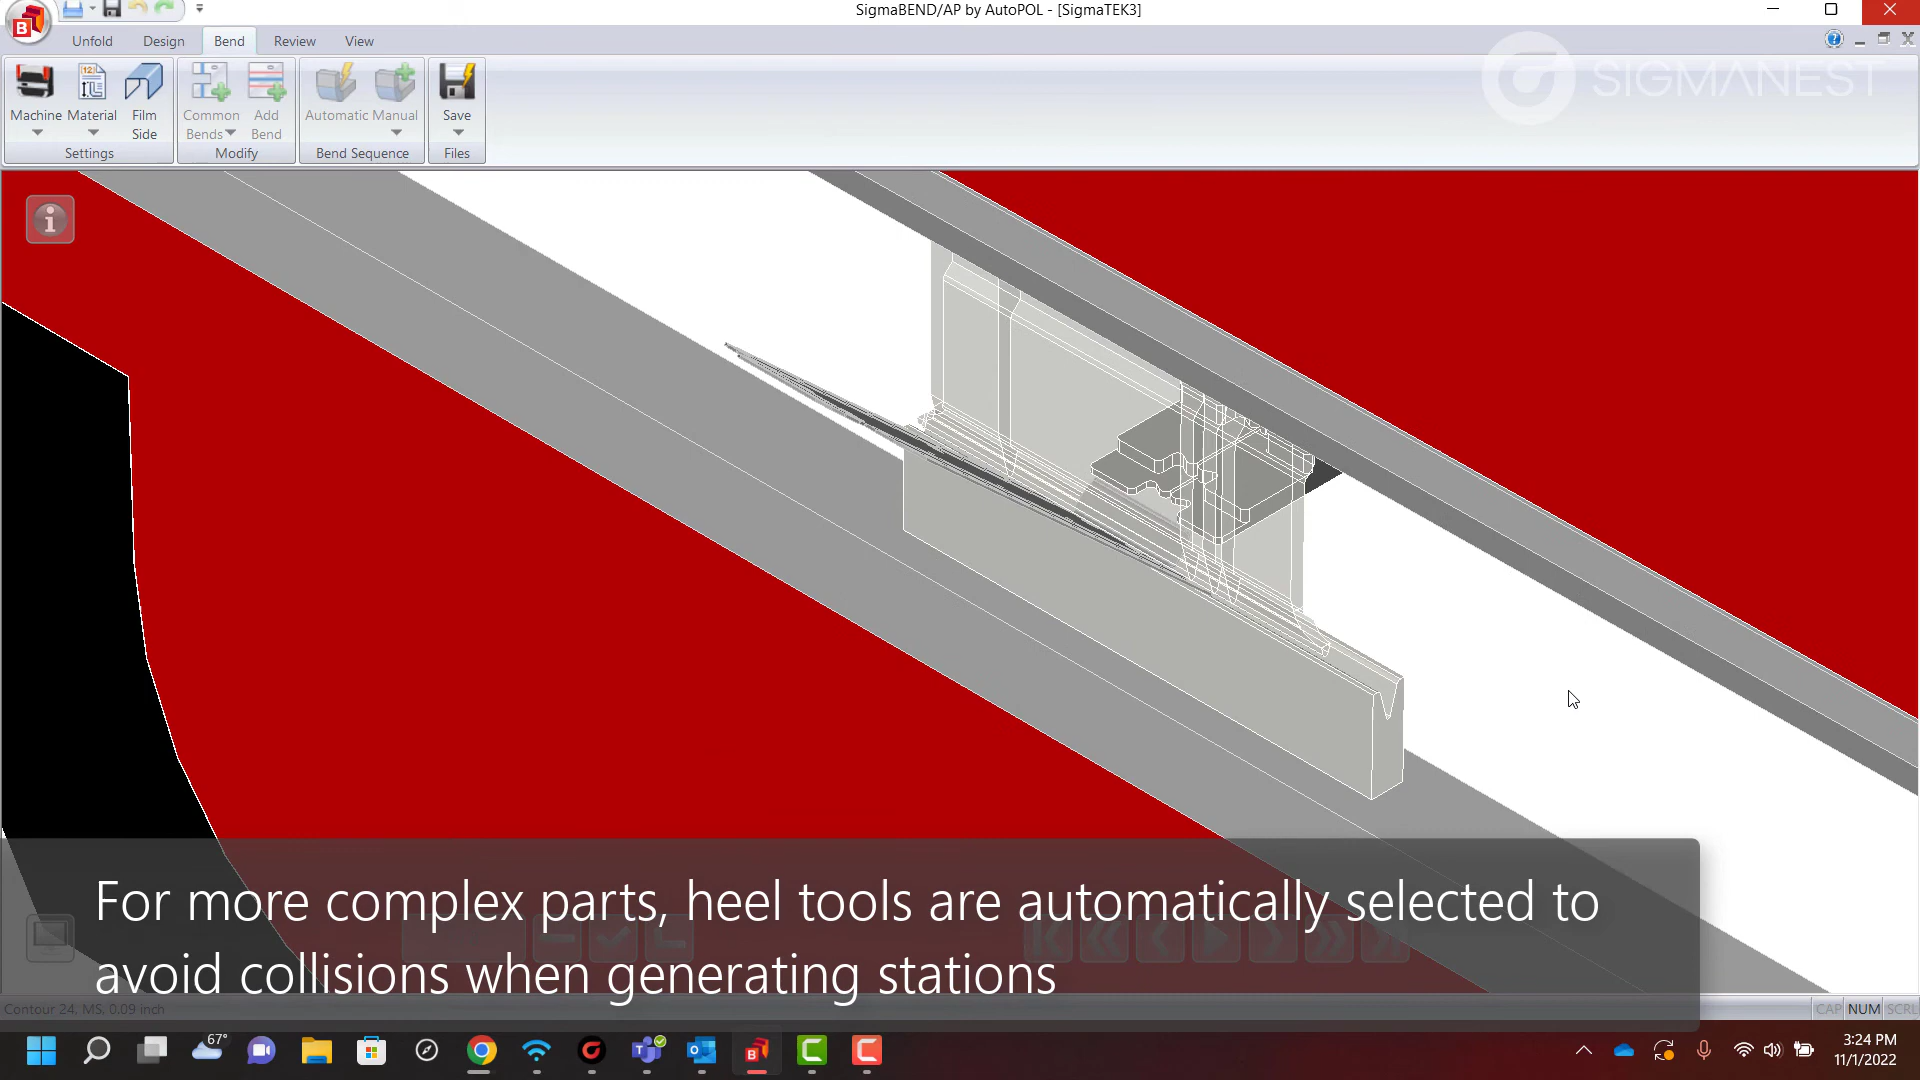 SigmaBEND/AP by AutoPOL - [SigmaTEK3]
Unfold Design Bend Review View
SIGMANEST
Machine Material Film Side
Common Bends Add Bend
Automatic Manual
Save
Settings Modify Bend Sequence Files
For more complex parts, heel tools are automatically selected to
avoid collisions when generating stations
Contour 24, MS, 0.09 inch
CAP NUM SCRL
67°
3:24 PM
11/1/2022